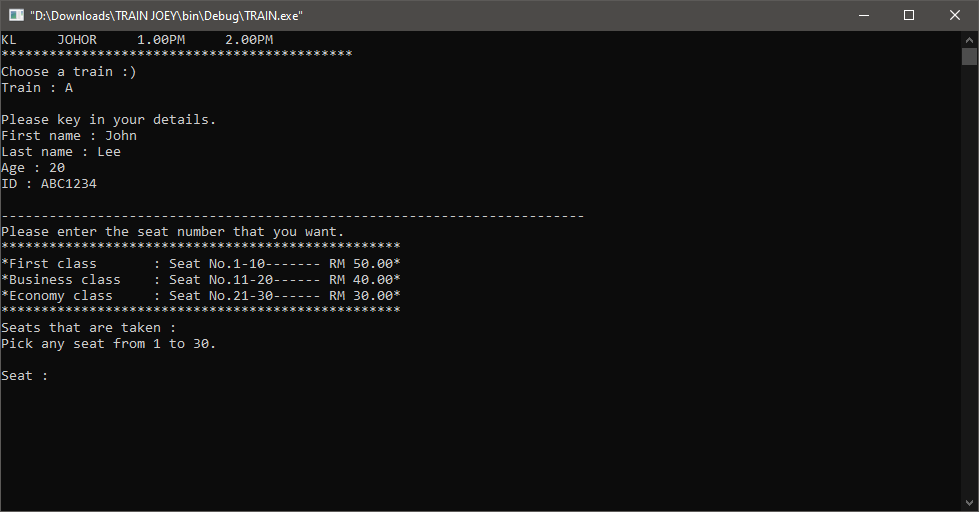 "D:\Downloads\TRAIN JOEY\bin\Debug\TRAIN.exe"
KL     JOHOR     1.00PM     2.00PM
********************************************
Choose a train :)
Train : A
Please key in your details.
First name : John
Last name : Lee
Age : 20
ID : ABC1234
-------------------------------------------------------------------------
Please enter the seat number that you want.
**************************************************
*First class       : Seat No.1-10------- RM 50.00*
*Business class    : Seat No.11-20------ RM 40.00*
*Economy class     : Seat No.21-30------ RM 30.00*
**************************************************
Seats that are taken :
Pick any seat from 1 to 30.
Seat :